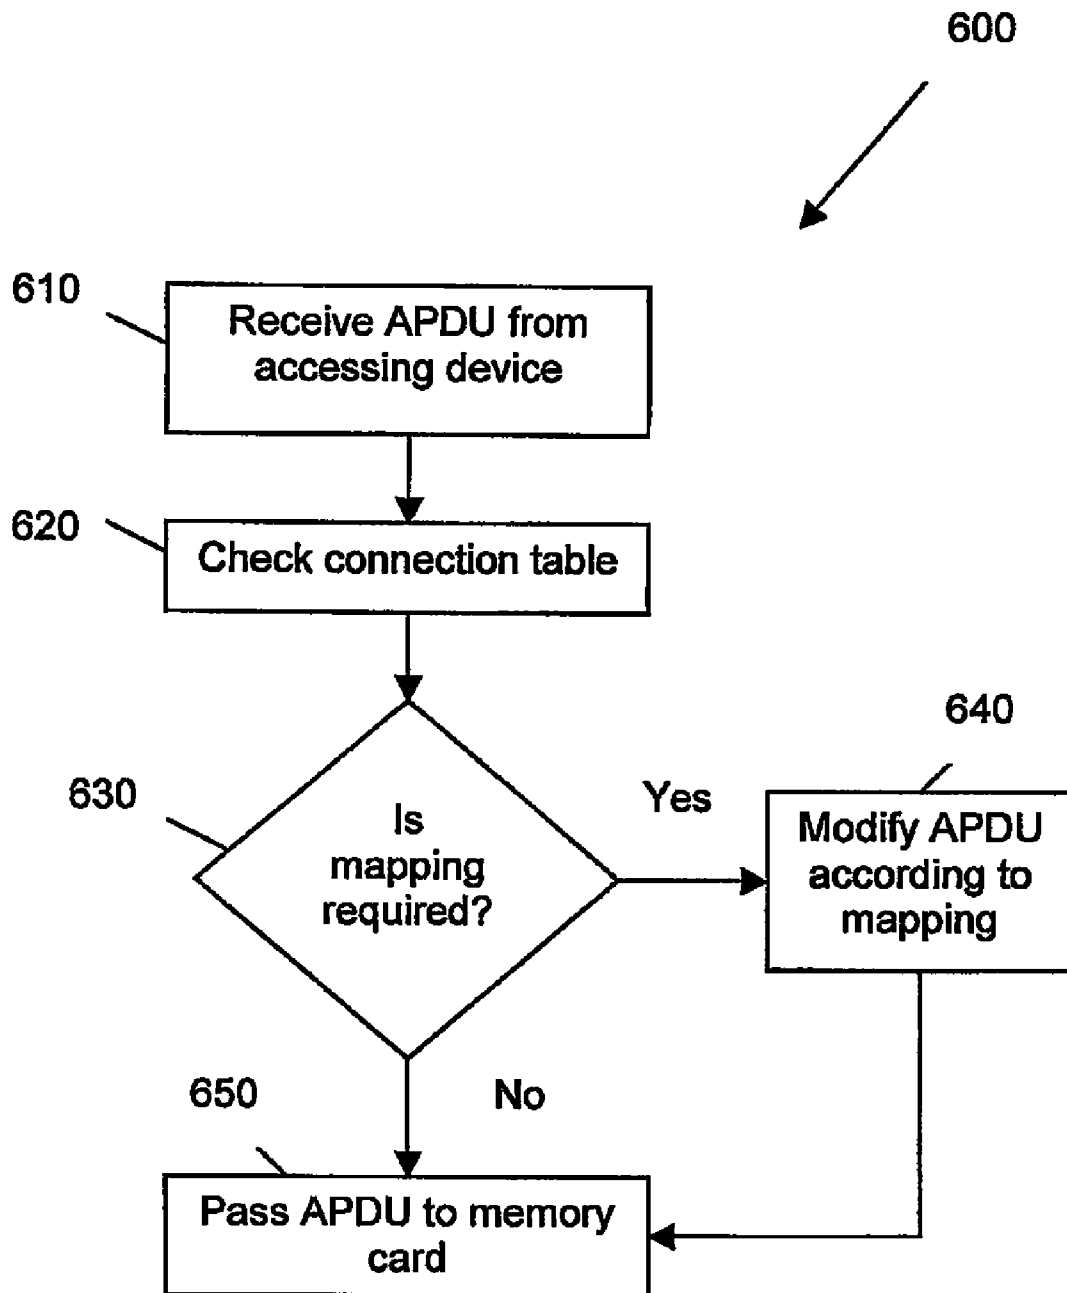 600
610
Receive APDU from
accessing device
620
Check connection table
630
Is
mapping
required?
Yes
640
Modify APDU
according to
mapping
650
No
Pass APDU to memory
card